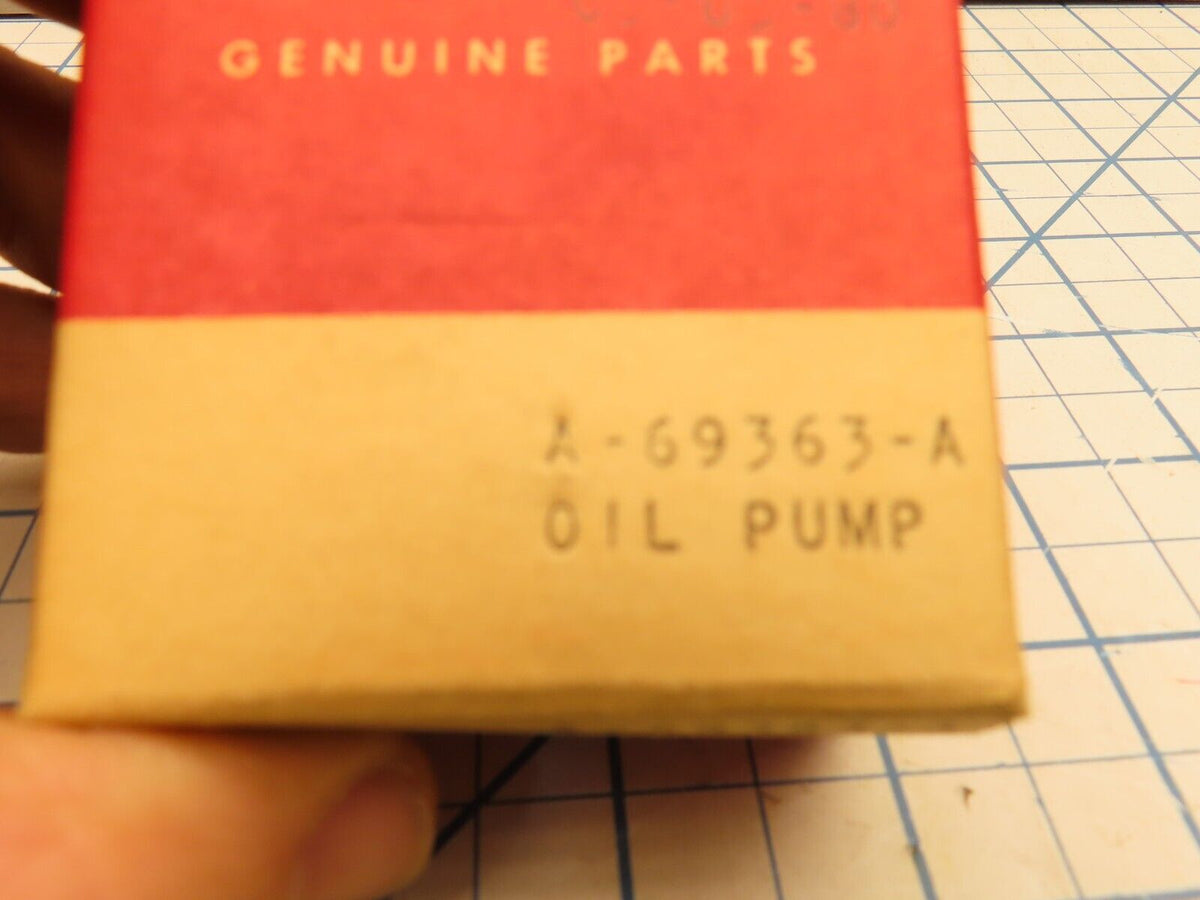 GENUINE PARTS
A-69363-A
OIL PUMP